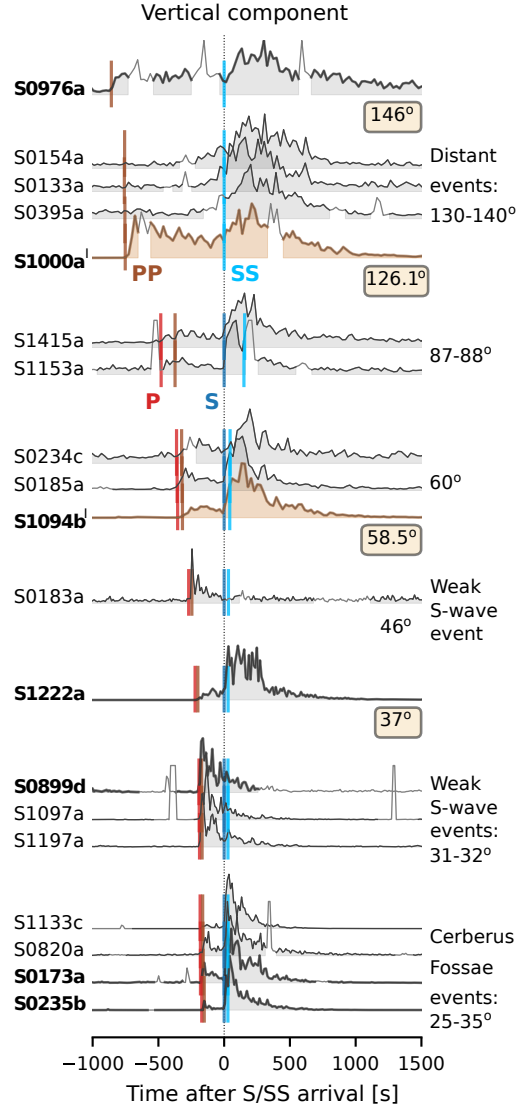 Vertical component
S0976a
146°
S0154a
Distant
S0133a
events:
S0395a
130-140°
S1000a^I
PP
SS
126.1°
S1415a
87-88°
S1153a
P
S
S0234c
S0185a
60°
S1094b^I
58.5°
S0183a
Weak
S-wave
46°
event
S1222a
37°
S0899d
Weak
S1097a
S-wave
events:
S1197a
31-32°
S1133c
Cerberus
S0820a
Fossae
S0173a
events:
S0235b
25-35°
−1000 −500 0 500 1000 1500
Time after S/SS arrival [s]